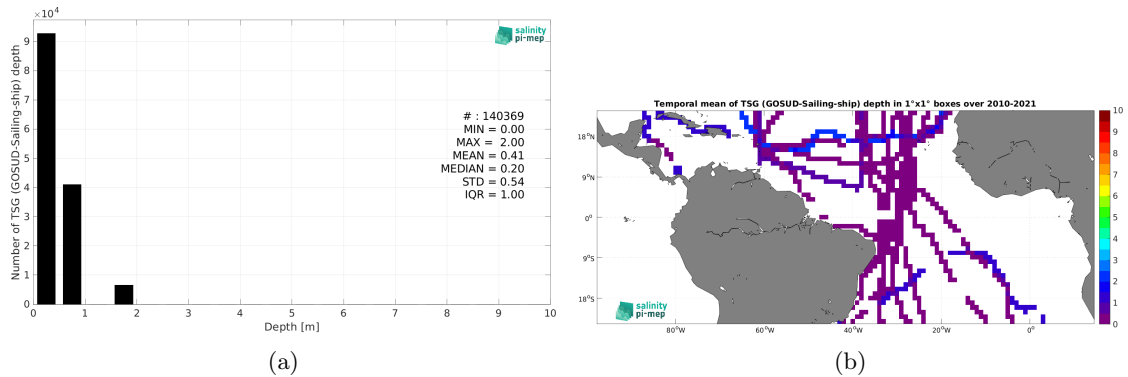 ×10⁴
9
8
7
6
5
4
3
2
1
0
Number of TSG (GOSUD-Sailing-ship) depth
0 1 2 3 4 5 6 7 8 9 10
Depth [m]
salinity
pi-mep
# : 140369
MIN = 0.00
MAX = 2.00
MEAN = 0.41
MEDIAN = 0.20
STD = 0.54
IQR = 1.00
(a)
Temporal mean of TSG (GOSUD-Sailing-ship) depth in 1°x1° boxes over 2010-2021
18°N
9°N
0°
9°S
18°S
80°W 60°W 40°W 20°W 0°
salinity
pi-mep
10
9
8
7
6
5
4
3
2
1
0
(b)